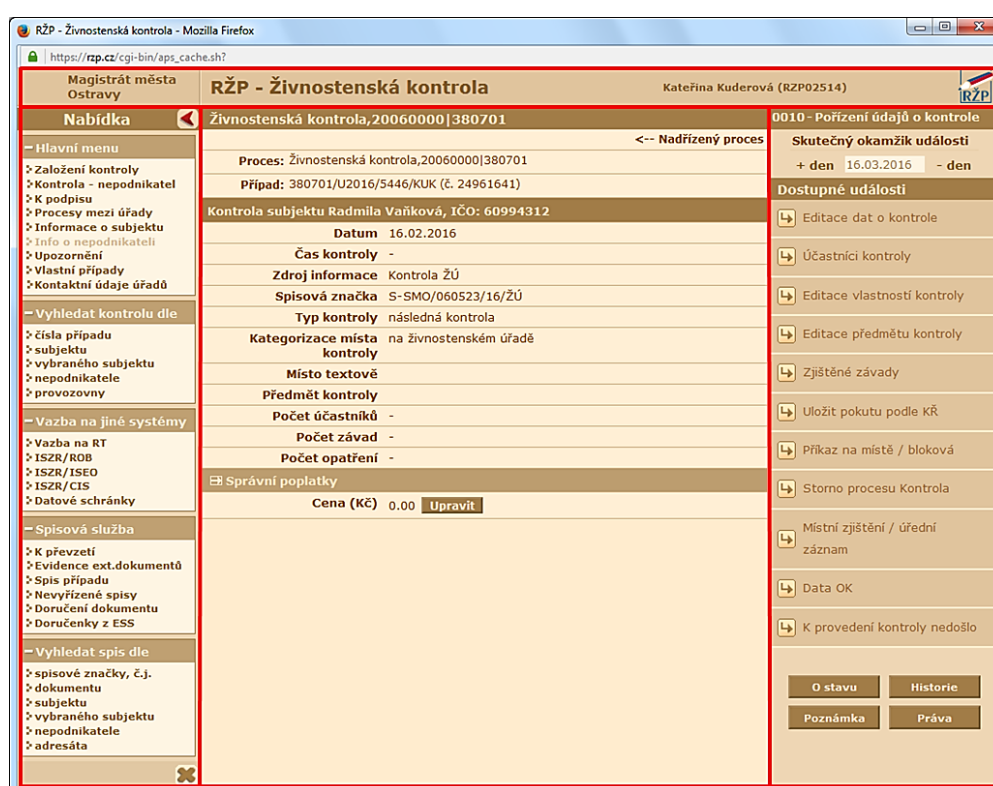 RŽP - Živnostenská kontrola - Mozilla Firefox
https://rzp.cz/cgi-bin/aps_cache.sh?
Magistrát města
Ostravy
RŽP - Živnostenská kontrola
Kateřina Kuderová (RZP02514)
RŽP
Nabídka
Hlavní menu
Založení kontroly
Kontrola - nepodnikatel
K podpisu
Procesy mezi úřady
Informace o subjektu
Info o nepodnikateli
Upozornění
Vlastní případy
Kontaktní údaje úřadů
Vyhledat kontrolu dle
čísla případu
subjektu
vybraného subjektu
nepodnikatele
provozovny
Vazba na jiné systémy
Vazba na RT
ISZR/ROB
ISZR/ISEO
ISZR/CIS
Datové schránky
Spisová služba
K převzetí
Evidence ext.dokumentů
Spis případu
Nevyřízené spisy
Doručení dokumentu
Doručenky z ESS
Vyhledat spis dle
spisové značky, č.j.
dokumentu
subjektu
vybraného subjektu
nepodnikatele
adresáta
Živnostenská kontrola,20060000|380701
<-- Nadřízený proces
Proces: Živnostenská kontrola,20060000|380701
Případ: 380701/U2016/5446/KUK (č. 24961641)
Kontrola subjektu Radmila Vaňková, IČO: 60994312
Datum 16.02.2016
Čas kontroly -
Zdroj informace Kontrola ŽÚ
Spisová značka S-SMO/060523/16/ŽÚ
Typ kontroly následná kontrola
Kategorizace místa na živnostenském úřadě
kontroly
Místo textově
Předmět kontroly
Počet účastníků -
Počet závad -
Počet opatření -
Správní poplatky
Cena (Kč) 0.00 Upravit
0010-Pořízení údajů o kontrole
Skutečný okamžik události
+ den 16.03.2016 - den
Dostupné události
Editace dat o kontrole
Účastníci kontroly
Editace vlastností kontroly
Editace předmětu kontroly
Zjištěné závady
Uložit pokutu podle KŘ
Příkaz na místě / bloková
Storno procesu Kontrola
Místní zjištění / úřední
záznam
Data OK
K provedení kontroly nedošlo
O stavu Historie
Poznámka Práva